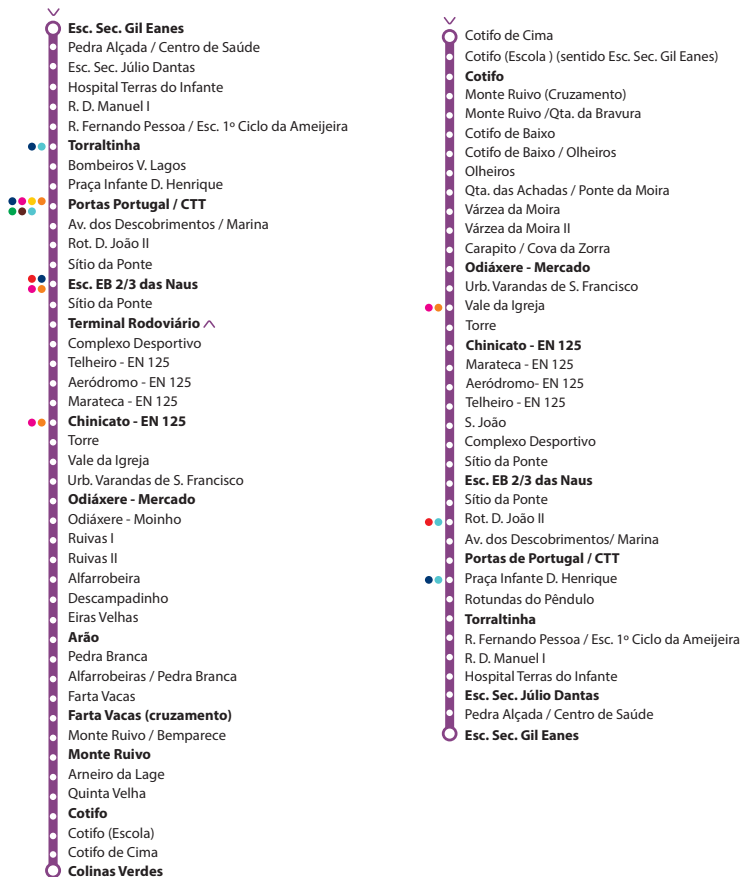 Esc. Sec. Gil Eanes
Pedra Alçada / Centro de Saúde
Esc. Sec. Júlio Dantas
Hospital Terras do Infante
R. D. Manuel I
R. Fernando Pessoa / Esc. 1º Ciclo da Ameijeira
Torraltinha
Bombeiros V. Lagos
Praça Infante D. Henrique
Portas Portugal / CTT
Av. dos Descobrimentos / Marina
Rot. D. João II
Sítio da Ponte
Esc. EB 2/3 das Naus
Sítio da Ponte
Terminal Rodoviário
Complexo Desportivo
Telheiro - EN 125
Aeródromo - EN 125
Marateca - EN 125
Chinicato - EN 125
Torre
Vale da Igreja
Urb. Varandas de S. Francisco
Odiáxere - Mercado
Odiáxere - Moinho
Ruivas I
Ruivas II
Alfarrobeira
Descampadinho
Eiras Velhas
Arão
Pedra Branca
Alfarrobeiras / Pedra Branca
Farta Vacas
Farta Vacas (cruzamento)
Monte Ruivo / Bemparece
Monte Ruivo
Arneiro da Lage
Quinta Velha
Cotifo
Cotifo (Escola)
Cotifo de Cima
Colinas Verdes
Cotifo de Cima
Cotifo (Escola ) (sentido Esc. Sec. Gil Eanes)
Cotifo
Monte Ruivo (Cruzamento)
Monte Ruivo /Qta. da Bravura
Cotifo de Baixo
Cotifo de Baixo / Olheiros
Olheiros
Qta. das Achadas / Ponte da Moira
Várzea da Moira
Várzea da Moira II
Carapito / Cova da Zorra
Odiáxere - Mercado
Urb. Varandas de S. Francisco
Vale da Igreja
Torre
Chinicato - EN 125
Marateca - EN 125
Aeródromo- EN 125
Telheiro - EN 125
S. João
Complexo Desportivo
Sítio da Ponte
Esc. EB 2/3 das Naus
Sítio da Ponte
Rot. D. João II
Av. dos Descobrimentos/ Marina
Portas de Portugal / CTT
Praça Infante D. Henrique
Rotundas do Pêndulo
Torraltinha
R. Fernando Pessoa / Esc. 1º Ciclo da Ameijeira
R. D. Manuel I
Hospital Terras do Infante
Esc. Sec. Júlio Dantas
Pedra Alçada / Centro de Saúde
Esc. Sec. Gil Eanes